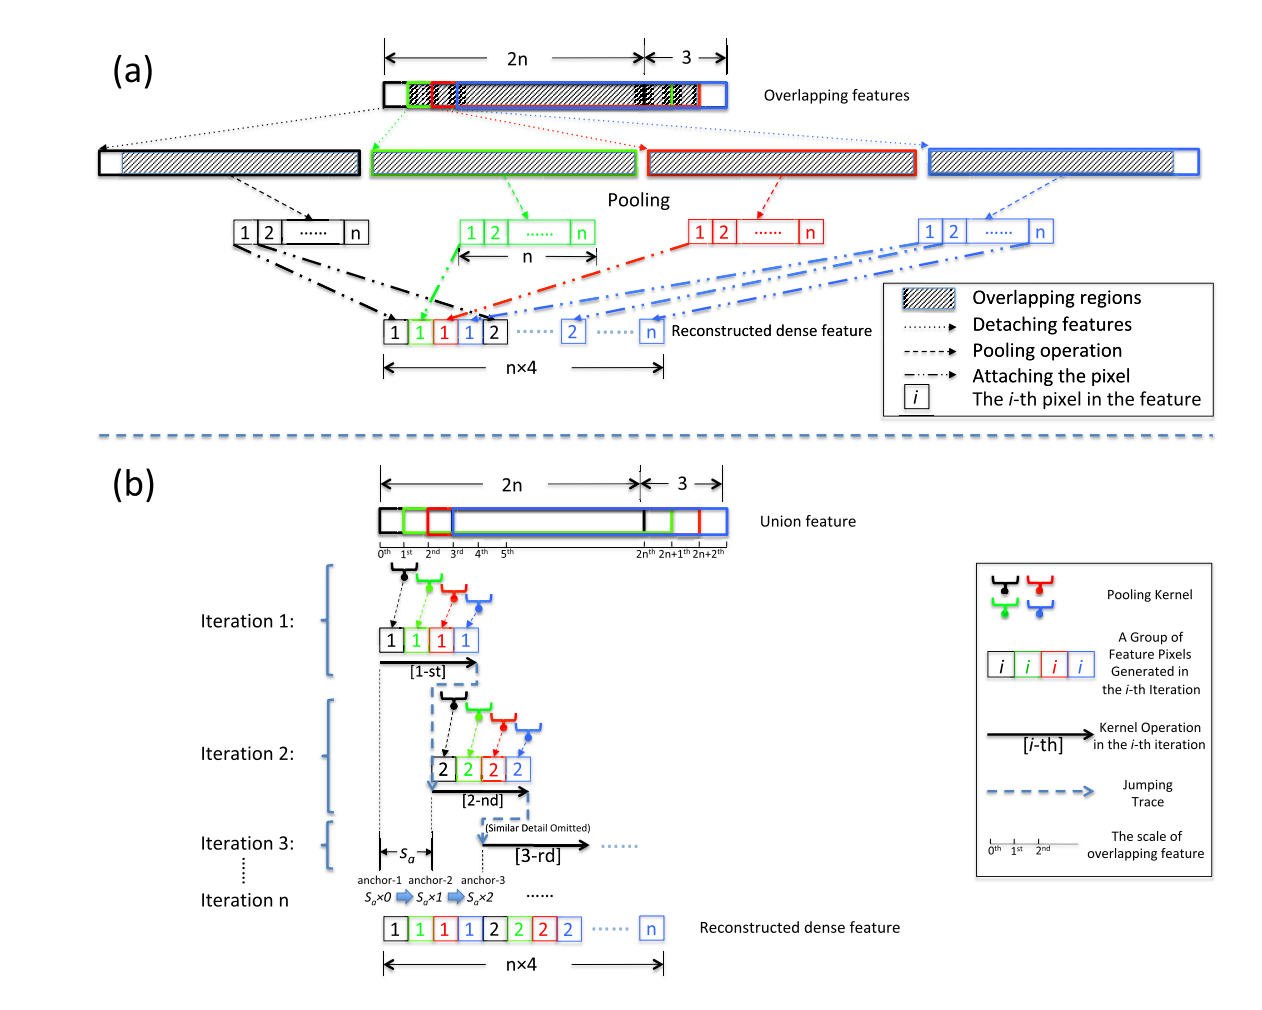 (a)
2n
3
Overlapping features
Pooling
1 2 ...... n
1 2 ...... n
1 2 ...... n
1 2 ...... n
n
1 1 1 1 2 ...... 2 ...... n
Reconstructed dense feature
n×4
Overlapping regions
Detaching features
Pooling operation
Attaching the pixel
i
The i-th pixel in the feature
(b)
2n
3
Union feature
0th 1st 2nd 3rd 4th 5th 2nth 2n+1th 2n+2th
Iteration 1:
1 1 1 1
[1-st]
Iteration 2:
2 2 2 2
[2-nd]
Iteration 3:
(Similar Detail Omitted)
[3-rd]
......
Sa
Iteration n
anchor-1 anchor-2 anchor-3
Sa×0 Sa×1 Sa×2 ......
1 1 1 1 2 2 2 2 ...... n
Reconstructed dense feature
n×4
Pooling Kernel
i i i i
A Group of
Feature Pixels
Generated in
the i-th Iteration
[i-th]
Kernel Operation
in the i-th iteration
Jumping
Trace
0th 1st 2nd
The scale of
overlapping feature